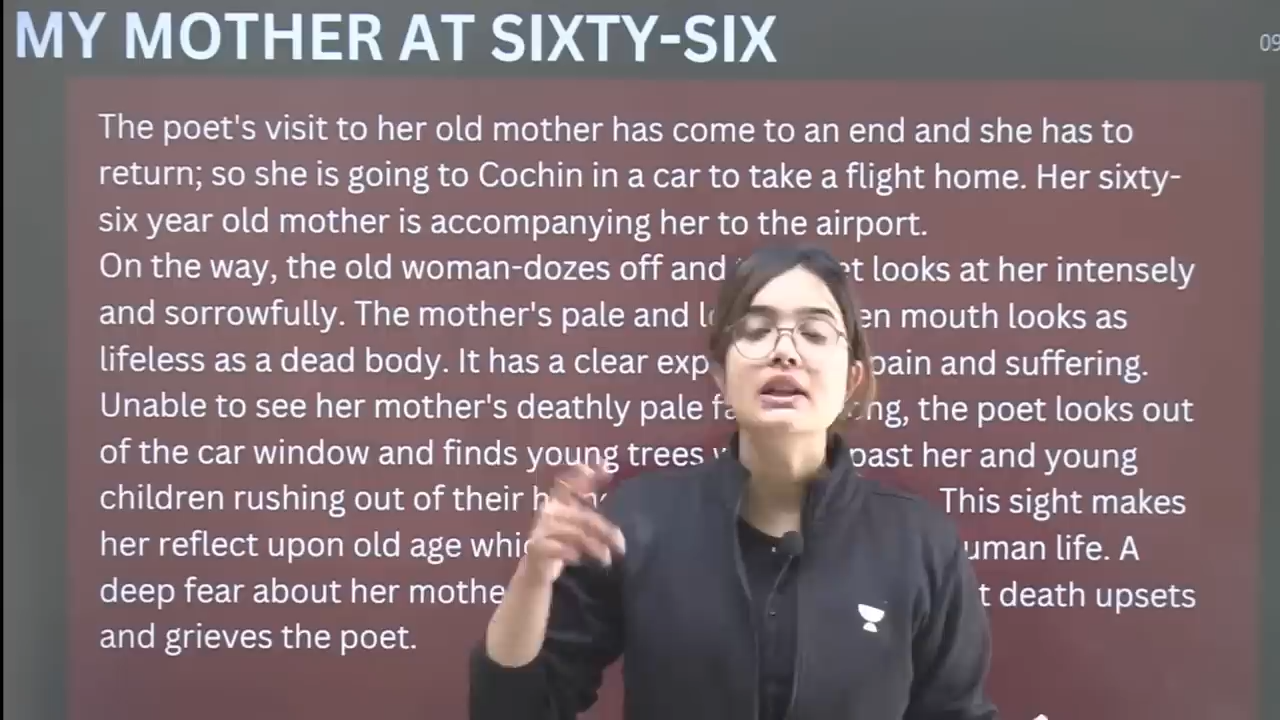 MY MOTHER AT SIXTY-SIX
09
The poet's visit to her old mother has come to an end and she has to
return; so she is going to Cochin in a car to take a flight home. Her sixty-
six year old mother is accompanying her to the airport.
On the way, the old woman-dozes off and looks at her intensely
and sorrowfully. The mother's pale and mouth looks as
lifeless as a dead body. It has a clear pain and suffering.
Unable to see her mother's deathly pale the poet looks out
of the car window and finds young trees past her and young
children rushing out of their This sight makes
her reflect upon old age life. A
deep fear about her death upsets
and grieves the poet.